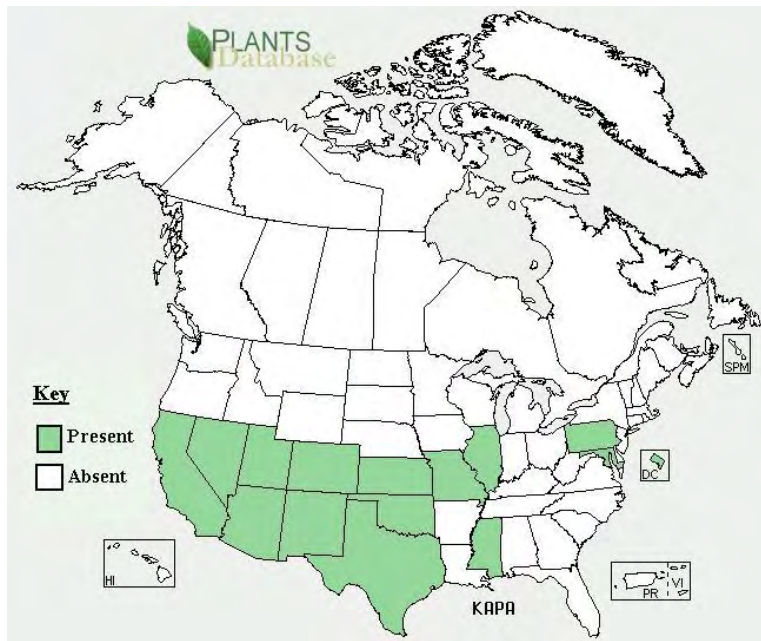 PLANTS
Database
SPM
Key
Present
Absent
DC
HI
PR
VI
KAPA